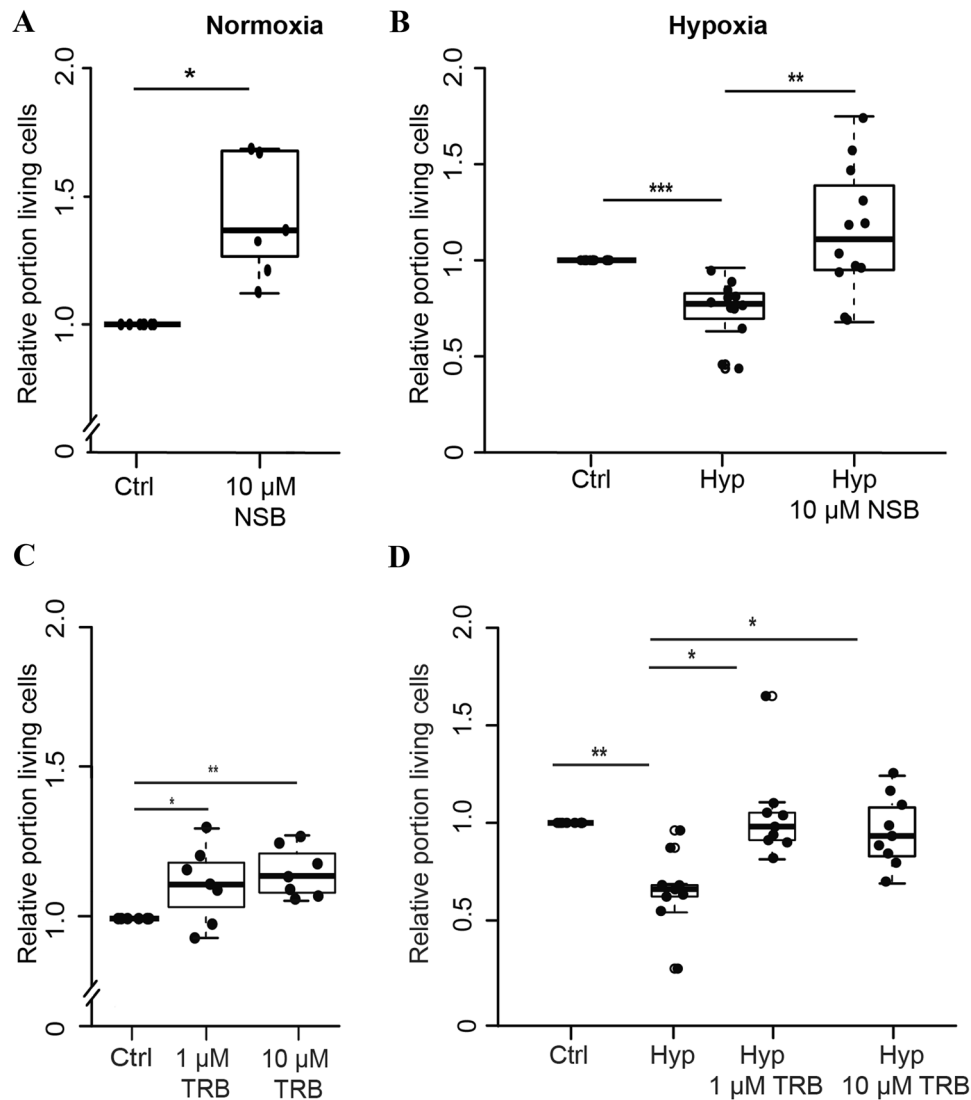 A Normoxia
Relative portion living cells
2.0
1.5
1.0
0
*
Ctrl
10 µM
NSB
B Hypoxia
Relative portion living cells
2.0
1.5
1.0
0.5
0
***
**
Ctrl
Hyp
Hyp
10 µM NSB
C
Relative portion living cells
2.0
1.5
1.0
0
*
**
Ctrl
1 µM
TRB
10 µM
TRB
D
Relative portion living cells
2.0
1.5
1.0
0.5
0
**
*
*
Ctrl
Hyp
Hyp
1 µM TRB
Hyp
10 µM TRB